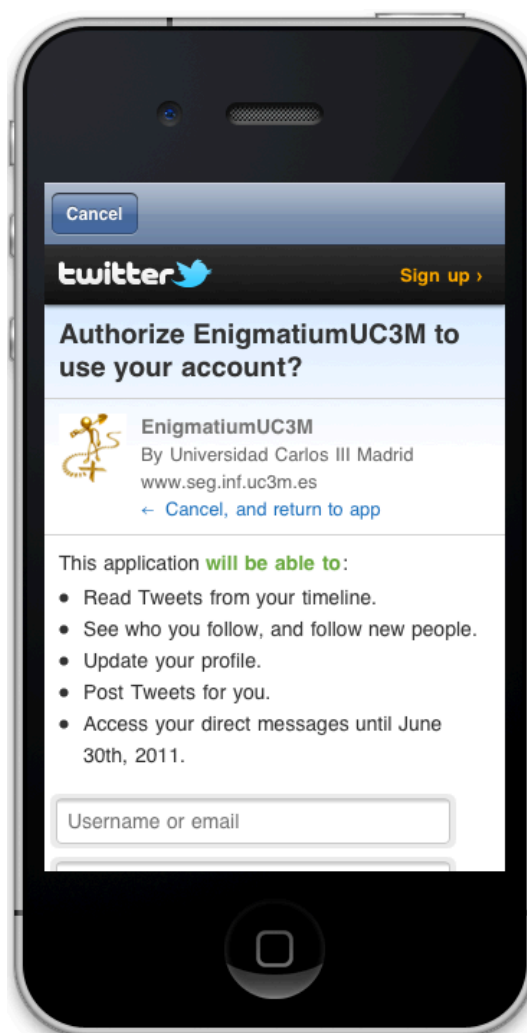 Cancel
twitter
Sign up ›
Authorize EnigmatiumUC3M to
use your account?
EnigmatiumUC3M
By Universidad Carlos III Madrid
www.seg.inf.uc3m.es
← Cancel, and return to app
This application will be able to:
• Read Tweets from your timeline.
• See who you follow, and follow new people.
• Update your profile.
• Post Tweets for you.
• Access your direct messages until June
30th, 2011.
Username or email